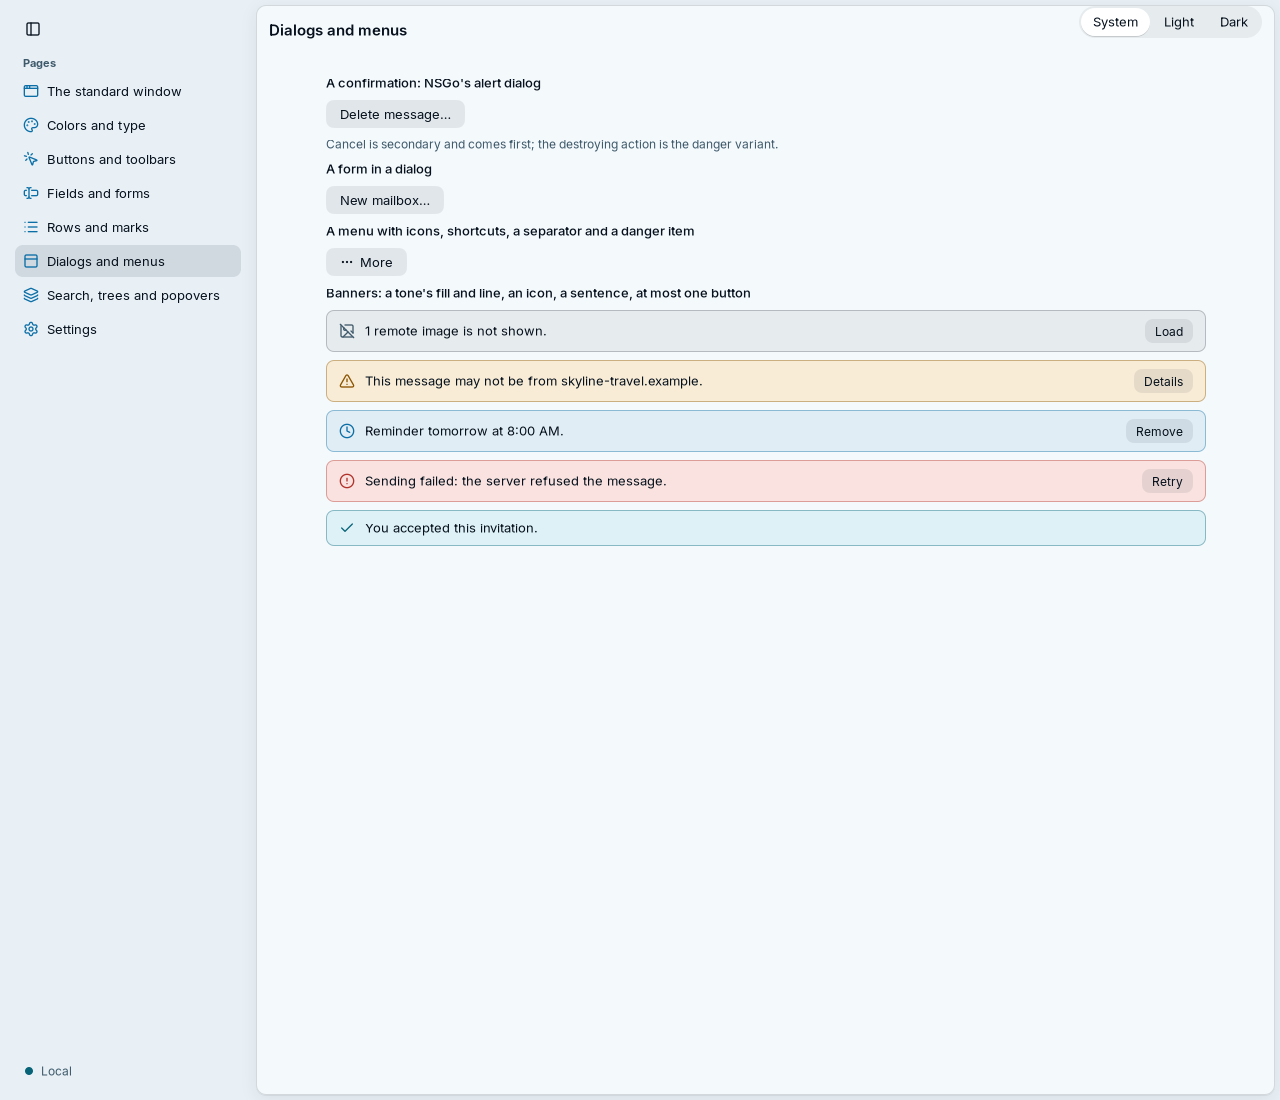 Dialogs and menus
System
Light
Dark
Pages
The standard window
Colors and type
Buttons and toolbars
Fields and forms
Rows and marks
Dialogs and menus
Search, trees and popovers
Settings
A confirmation: NSGo's alert dialog
Delete message…
Cancel is secondary and comes first; the destroying action is the danger variant.
A form in a dialog
New mailbox…
A menu with icons, shortcuts, a separator and a danger item
More
Banners: a tone's fill and line, an icon, a sentence, at most one button
1 remote image is not shown.
Load
This message may not be from skyline-travel.example.
Details
Reminder tomorrow at 8:00 AM.
Remove
Sending failed: the server refused the message.
Retry
You accepted this invitation.
Local